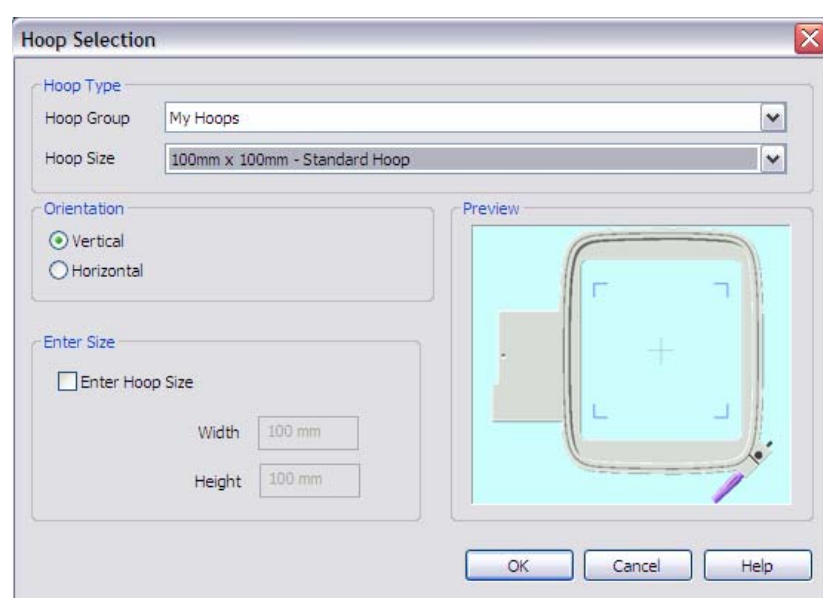 Hoop Selection
Hoop Type
Hoop Group My Hoops
Hoop Size 100mm x 100mm - Standard Hoop
Orientation
Vertical
Horizontal
Preview
Enter Size
Enter Hoop Size
Width 100 mm
Height 100 mm
OK Cancel Help